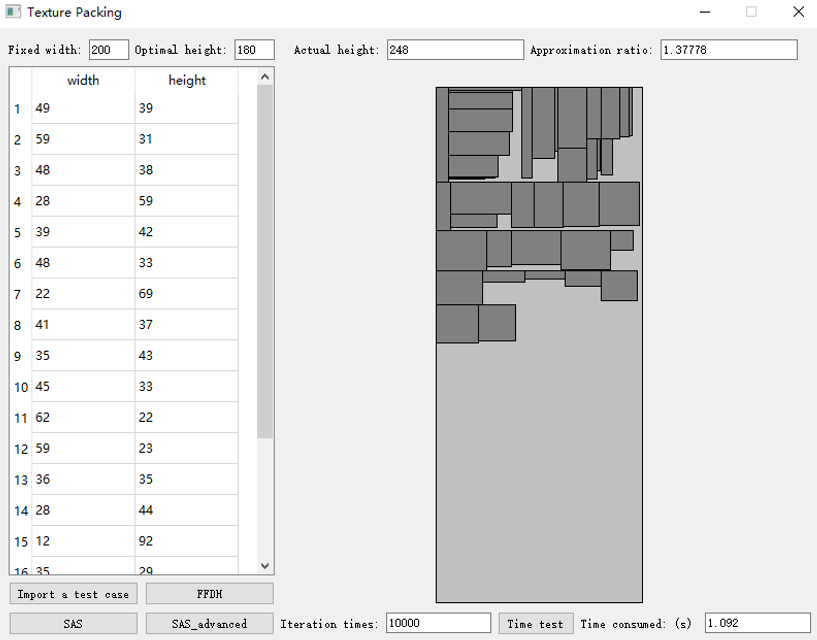 Texture Packing
Fixed width: 200 Optimal height: 180 Actual height: 248 Approximation ratio: 1.37778
width height
1 49 39
2 59 31
3 48 38
4 28 59
5 39 42
6 48 33
7 22 69
8 41 37
9 35 43
10 45 33
11 62 22
12 59 23
13 36 35
14 28 44
15 12 92
16 35 29
Import a test case FFDH
SAS SAS_advanced Iteration times: 10000 Time test Time consumed: (s) 1.092